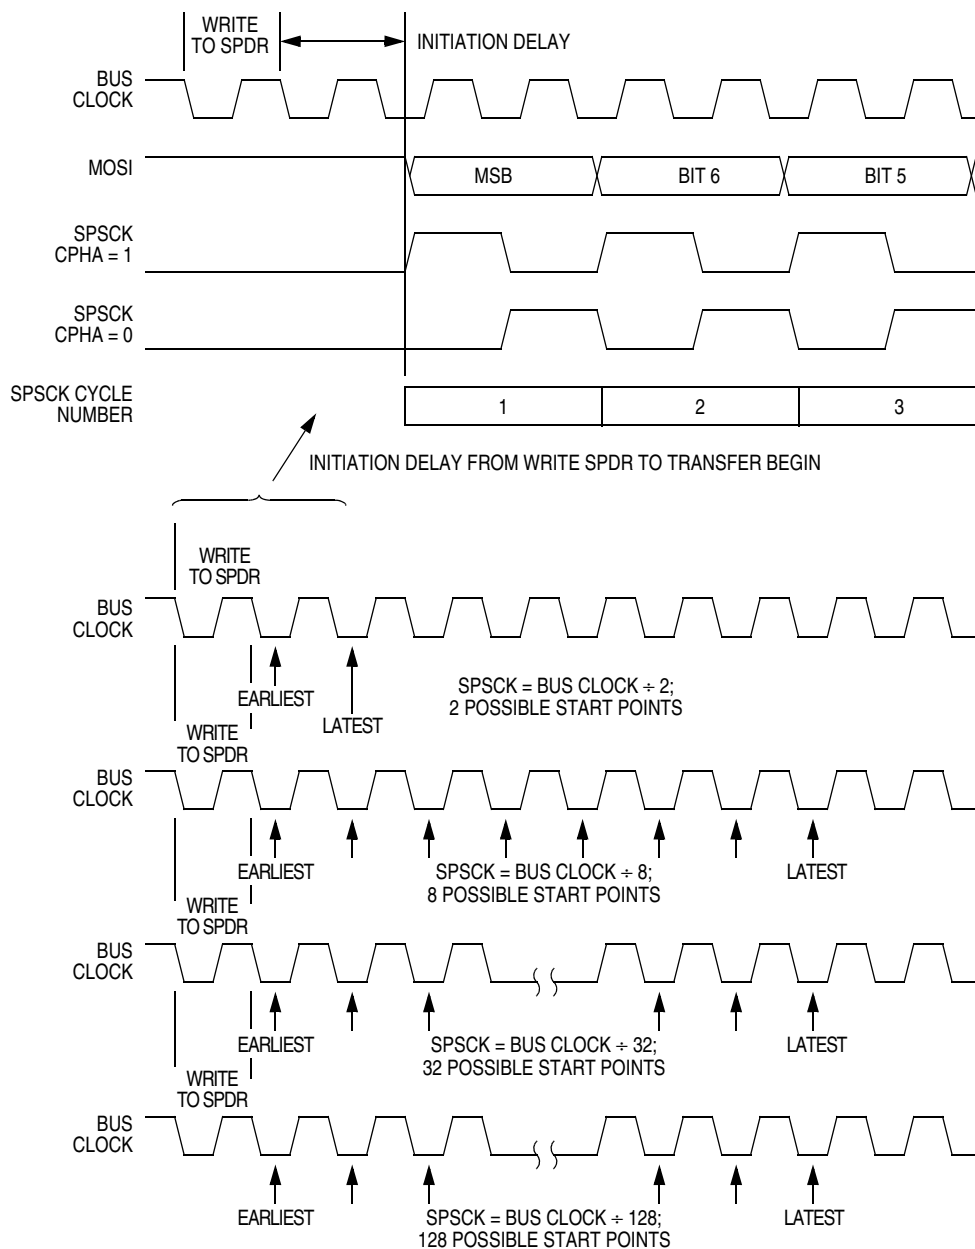 WRITE
TO SPDR
INITIATION DELAY
BUS
CLOCK
MOSI
MSB
BIT 6
BIT 5
SPSCK
CPHA = 1
SPSCK
CPHA = 0
SPSCK CYCLE
NUMBER
1
2
3
INITIATION DELAY FROM WRITE SPDR TO TRANSFER BEGIN
WRITE
TO SPDR
BUS
CLOCK
EARLIEST
LATEST
SPSCK = BUS CLOCK ÷ 2;
2 POSSIBLE START POINTS
WRITE
TO SPDR
BUS
CLOCK
EARLIEST
SPSCK = BUS CLOCK ÷ 8;
8 POSSIBLE START POINTS
LATEST
WRITE
TO SPDR
BUS
CLOCK
EARLIEST
SPSCK = BUS CLOCK ÷ 32;
32 POSSIBLE START POINTS
LATEST
WRITE
TO SPDR
BUS
CLOCK
EARLIEST
SPSCK = BUS CLOCK ÷ 128;
128 POSSIBLE START POINTS
LATEST